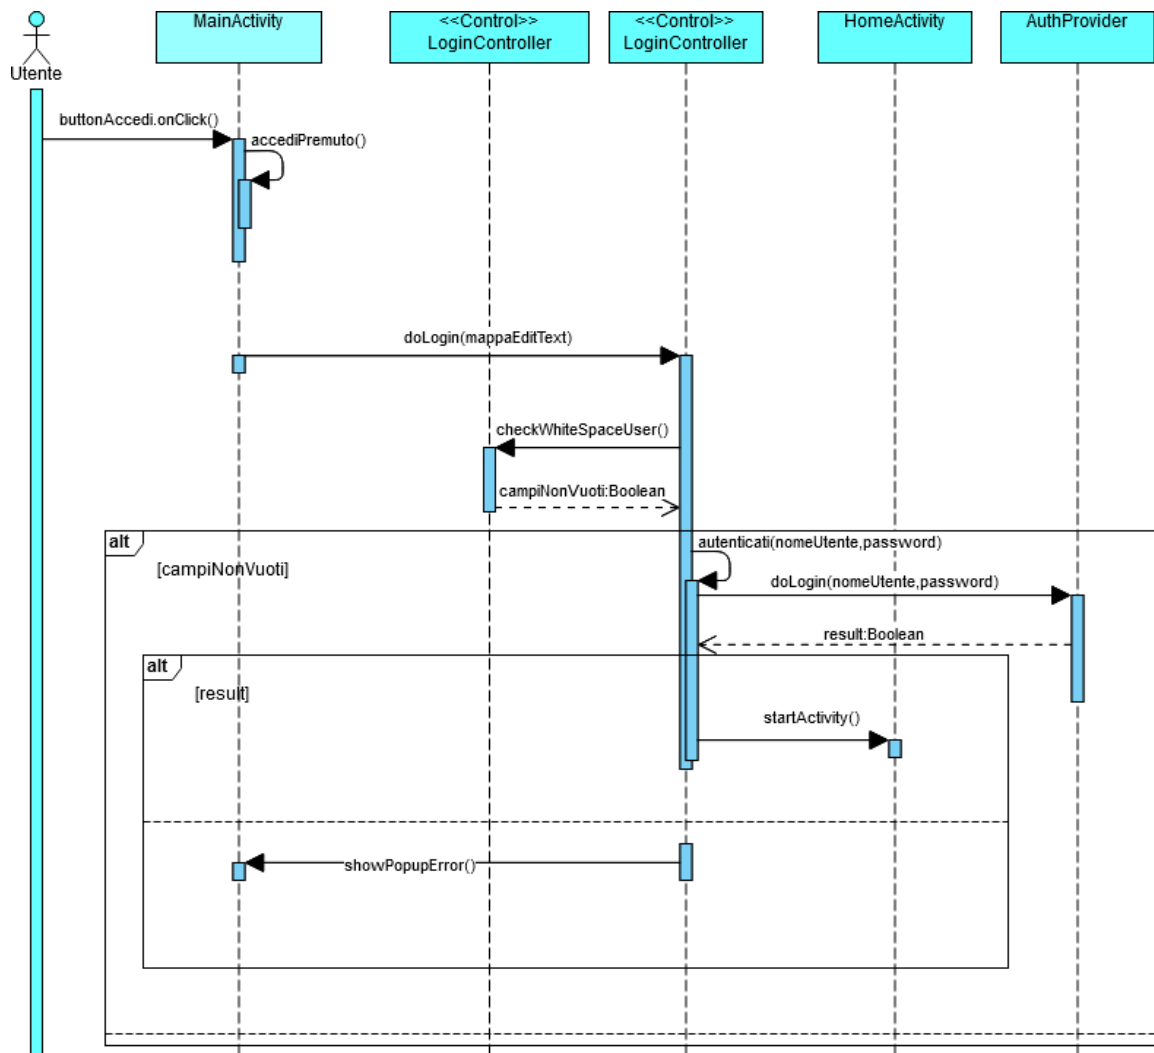 MainActivity
<<Control>>
LoginController
<<Control>>
LoginController
HomeActivity
AuthProvider
Utente
buttonAccedi.onClick()
accediPremuto()
doLogin(mappaEditText)
checkWhiteSpaceUser()
campiNonVuoti:Boolean
alt
[campiNonVuoti]
autenticati(nomeUtente,password)
doLogin(nomeUtente,password)
result:Boolean
alt
[result]
startActivity()
showPopupError()